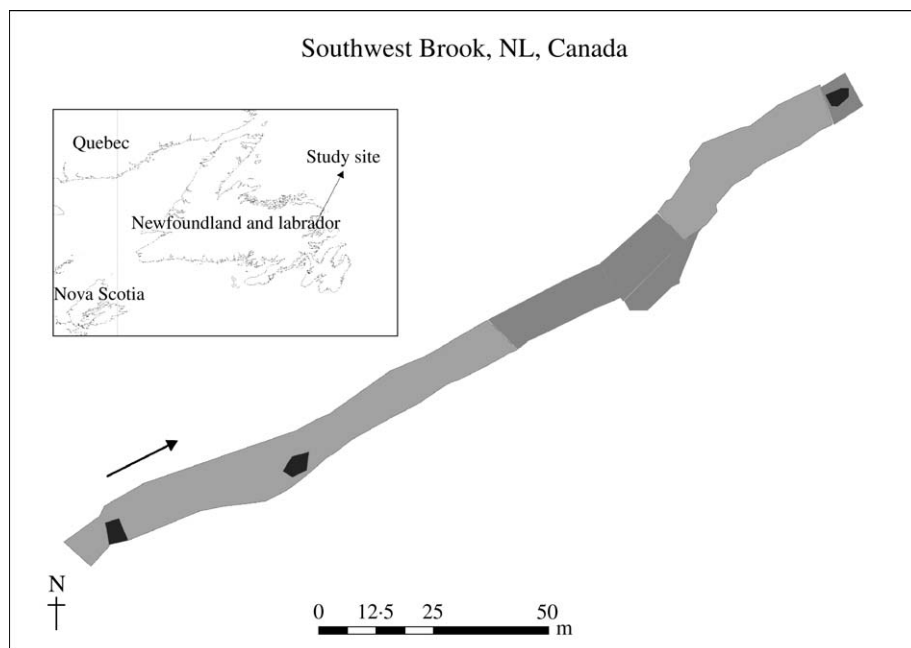 Southwest Brook, NL, Canada
Quebec
Study site
Newfoundland and labrador
Nova Scotia
N
0 12·5 25 50
m